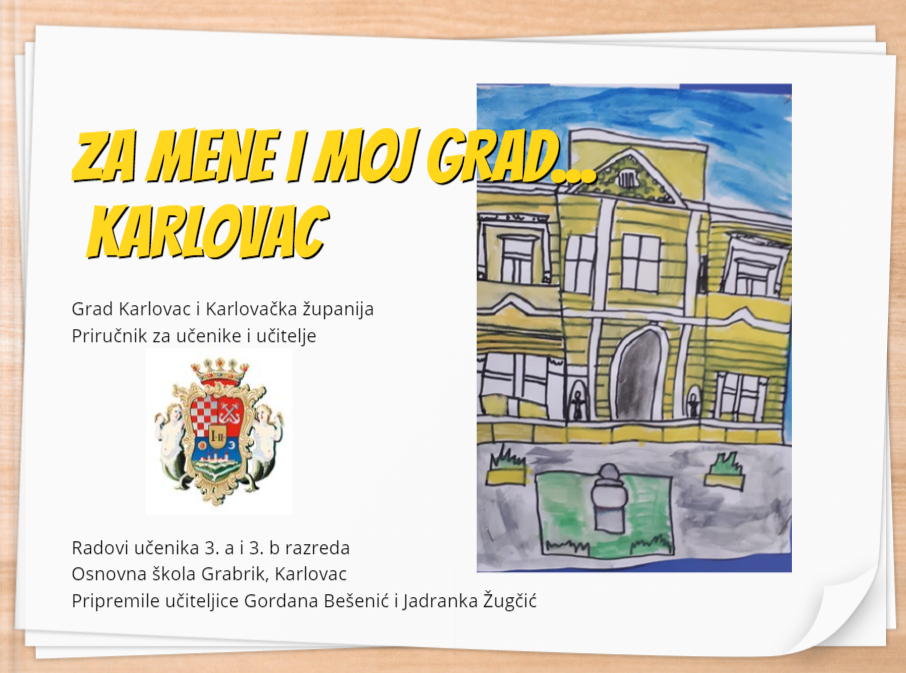 ZA MENE I MOJ GRAD...
KARLOVAC
Grad Karlovac i Karlovačka županija
Priručnik za učenike i učitelje
Radovi učenika 3. a i 3. b razreda
Osnovna škola Grabrik, Karlovac
Pripremile učiteljice Gordana Bešenić i Jadranka Žugčić